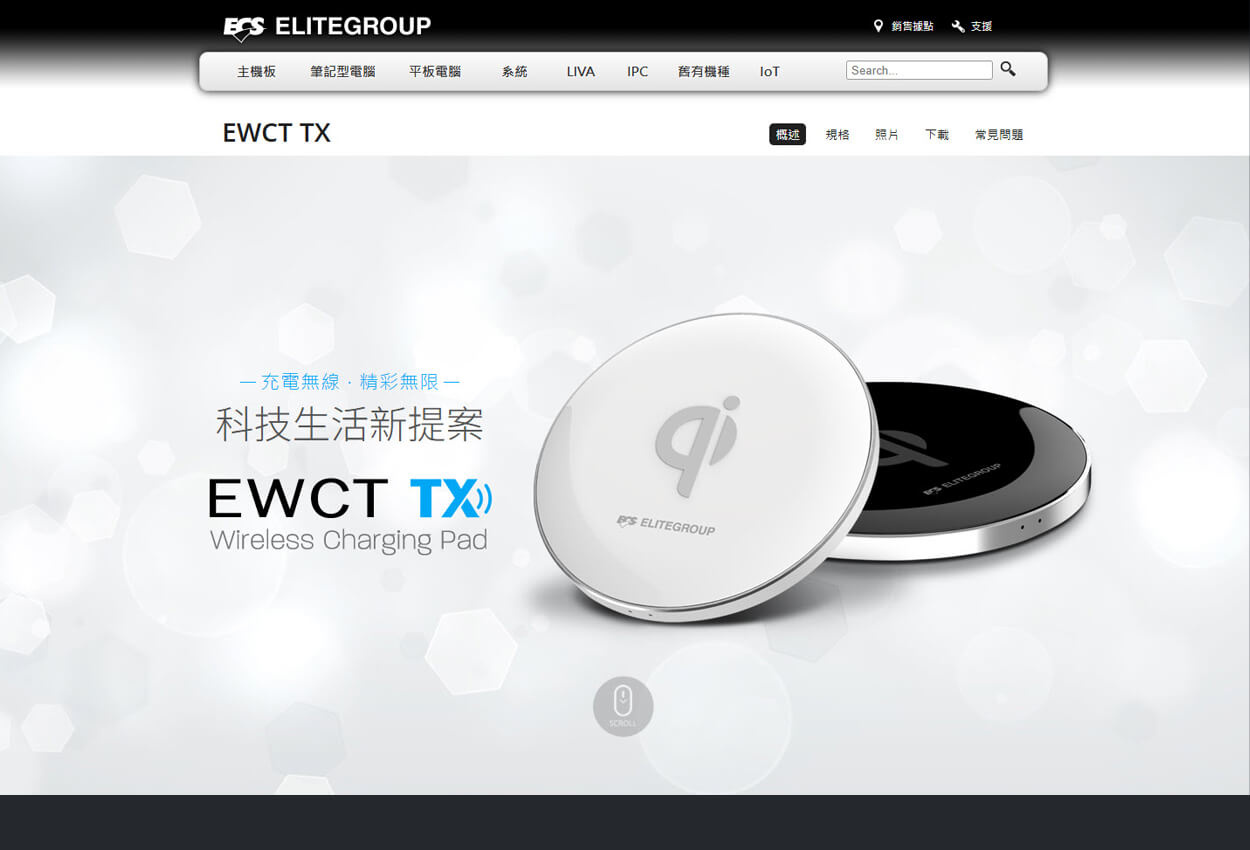 ECS ELITEGROUP
銷售據點 支援
主機板 筆記型電腦 平板電腦 系統 LIVA IPC 舊有機種 IoT Search...
EWCT TX
概述 規格 照片 下載 常見問題
— 充電無線 · 精彩無限 —
科技生活新提案
EWCT TX
Wireless Charging Pad
qi
ECS ELITEGROUP
ECS ELITEGROUP
SCROLL